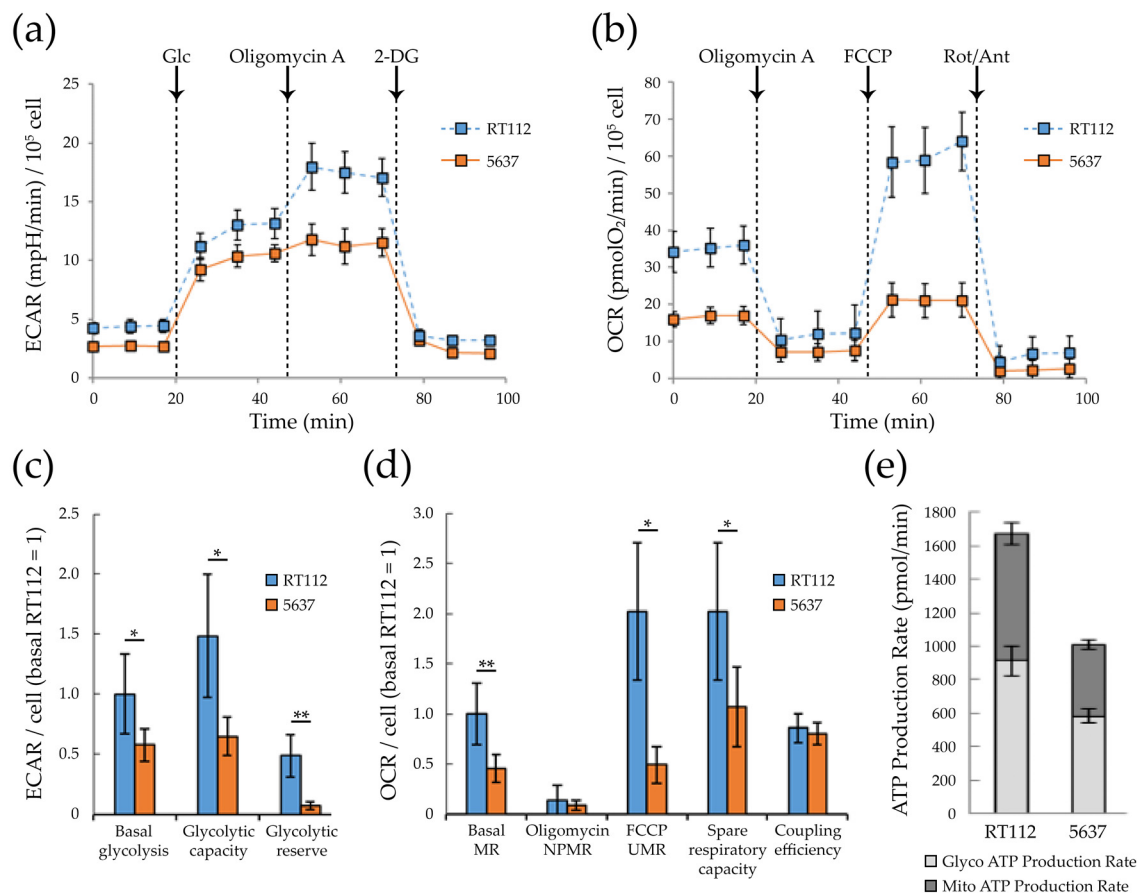 (a)
Glc
Oligomycin A
2-DG
ECAR (mpH/min) / 10⁵ cell
25
20
15
10
5
0
RT112
5637
0
20
40
60
80
100
Time (min)
(b)
Oligomycin A
FCCP
Rot/Ant
OCR (pmolO₂/min) / 10⁵ cell
80
70
60
50
40
30
20
10
0
RT112
5637
0
20
40
60
80
100
Time (min)
(c)
ECAR / cell (basal RT112 = 1)
2.5
2.0
1.5
1.0
0.5
0
*
*
**
RT112
5637
Basal
glycolysis
Glycolytic
capacity
Glycolytic
reserve
(d)
OCR / cell (basal RT112 = 1)
3.0
2.5
2.0
1.5
1.0
0.5
0
**
*
*
RT112
5637
Basal
MR
Oligomycin
NPMR
FCCP
UMR
Spare
respiratory
capacity
Coupling
efficiency
(e)
ATP Production Rate (pmol/min)
1800
1600
1400
1200
1000
800
600
400
200
0
RT112
5637
Glyco ATP Production Rate
Mito ATP Production Rate